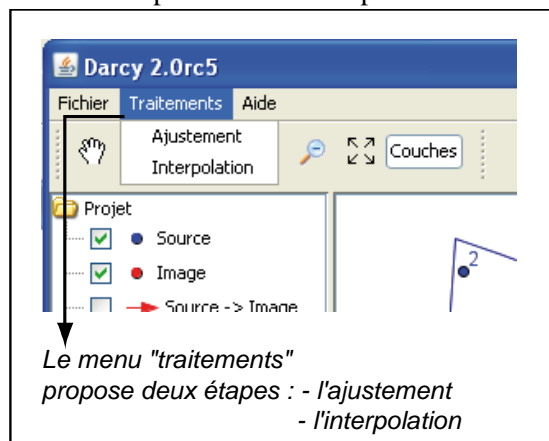 Darcy 2.0rc5
Fichier Traitements Aide
Ajustement
Interpolation
Couches
Projet
Source
Image
Source -> Image
2
Le menu "traitements"
propose deux étapes : - l'ajustement
- l'interpolation